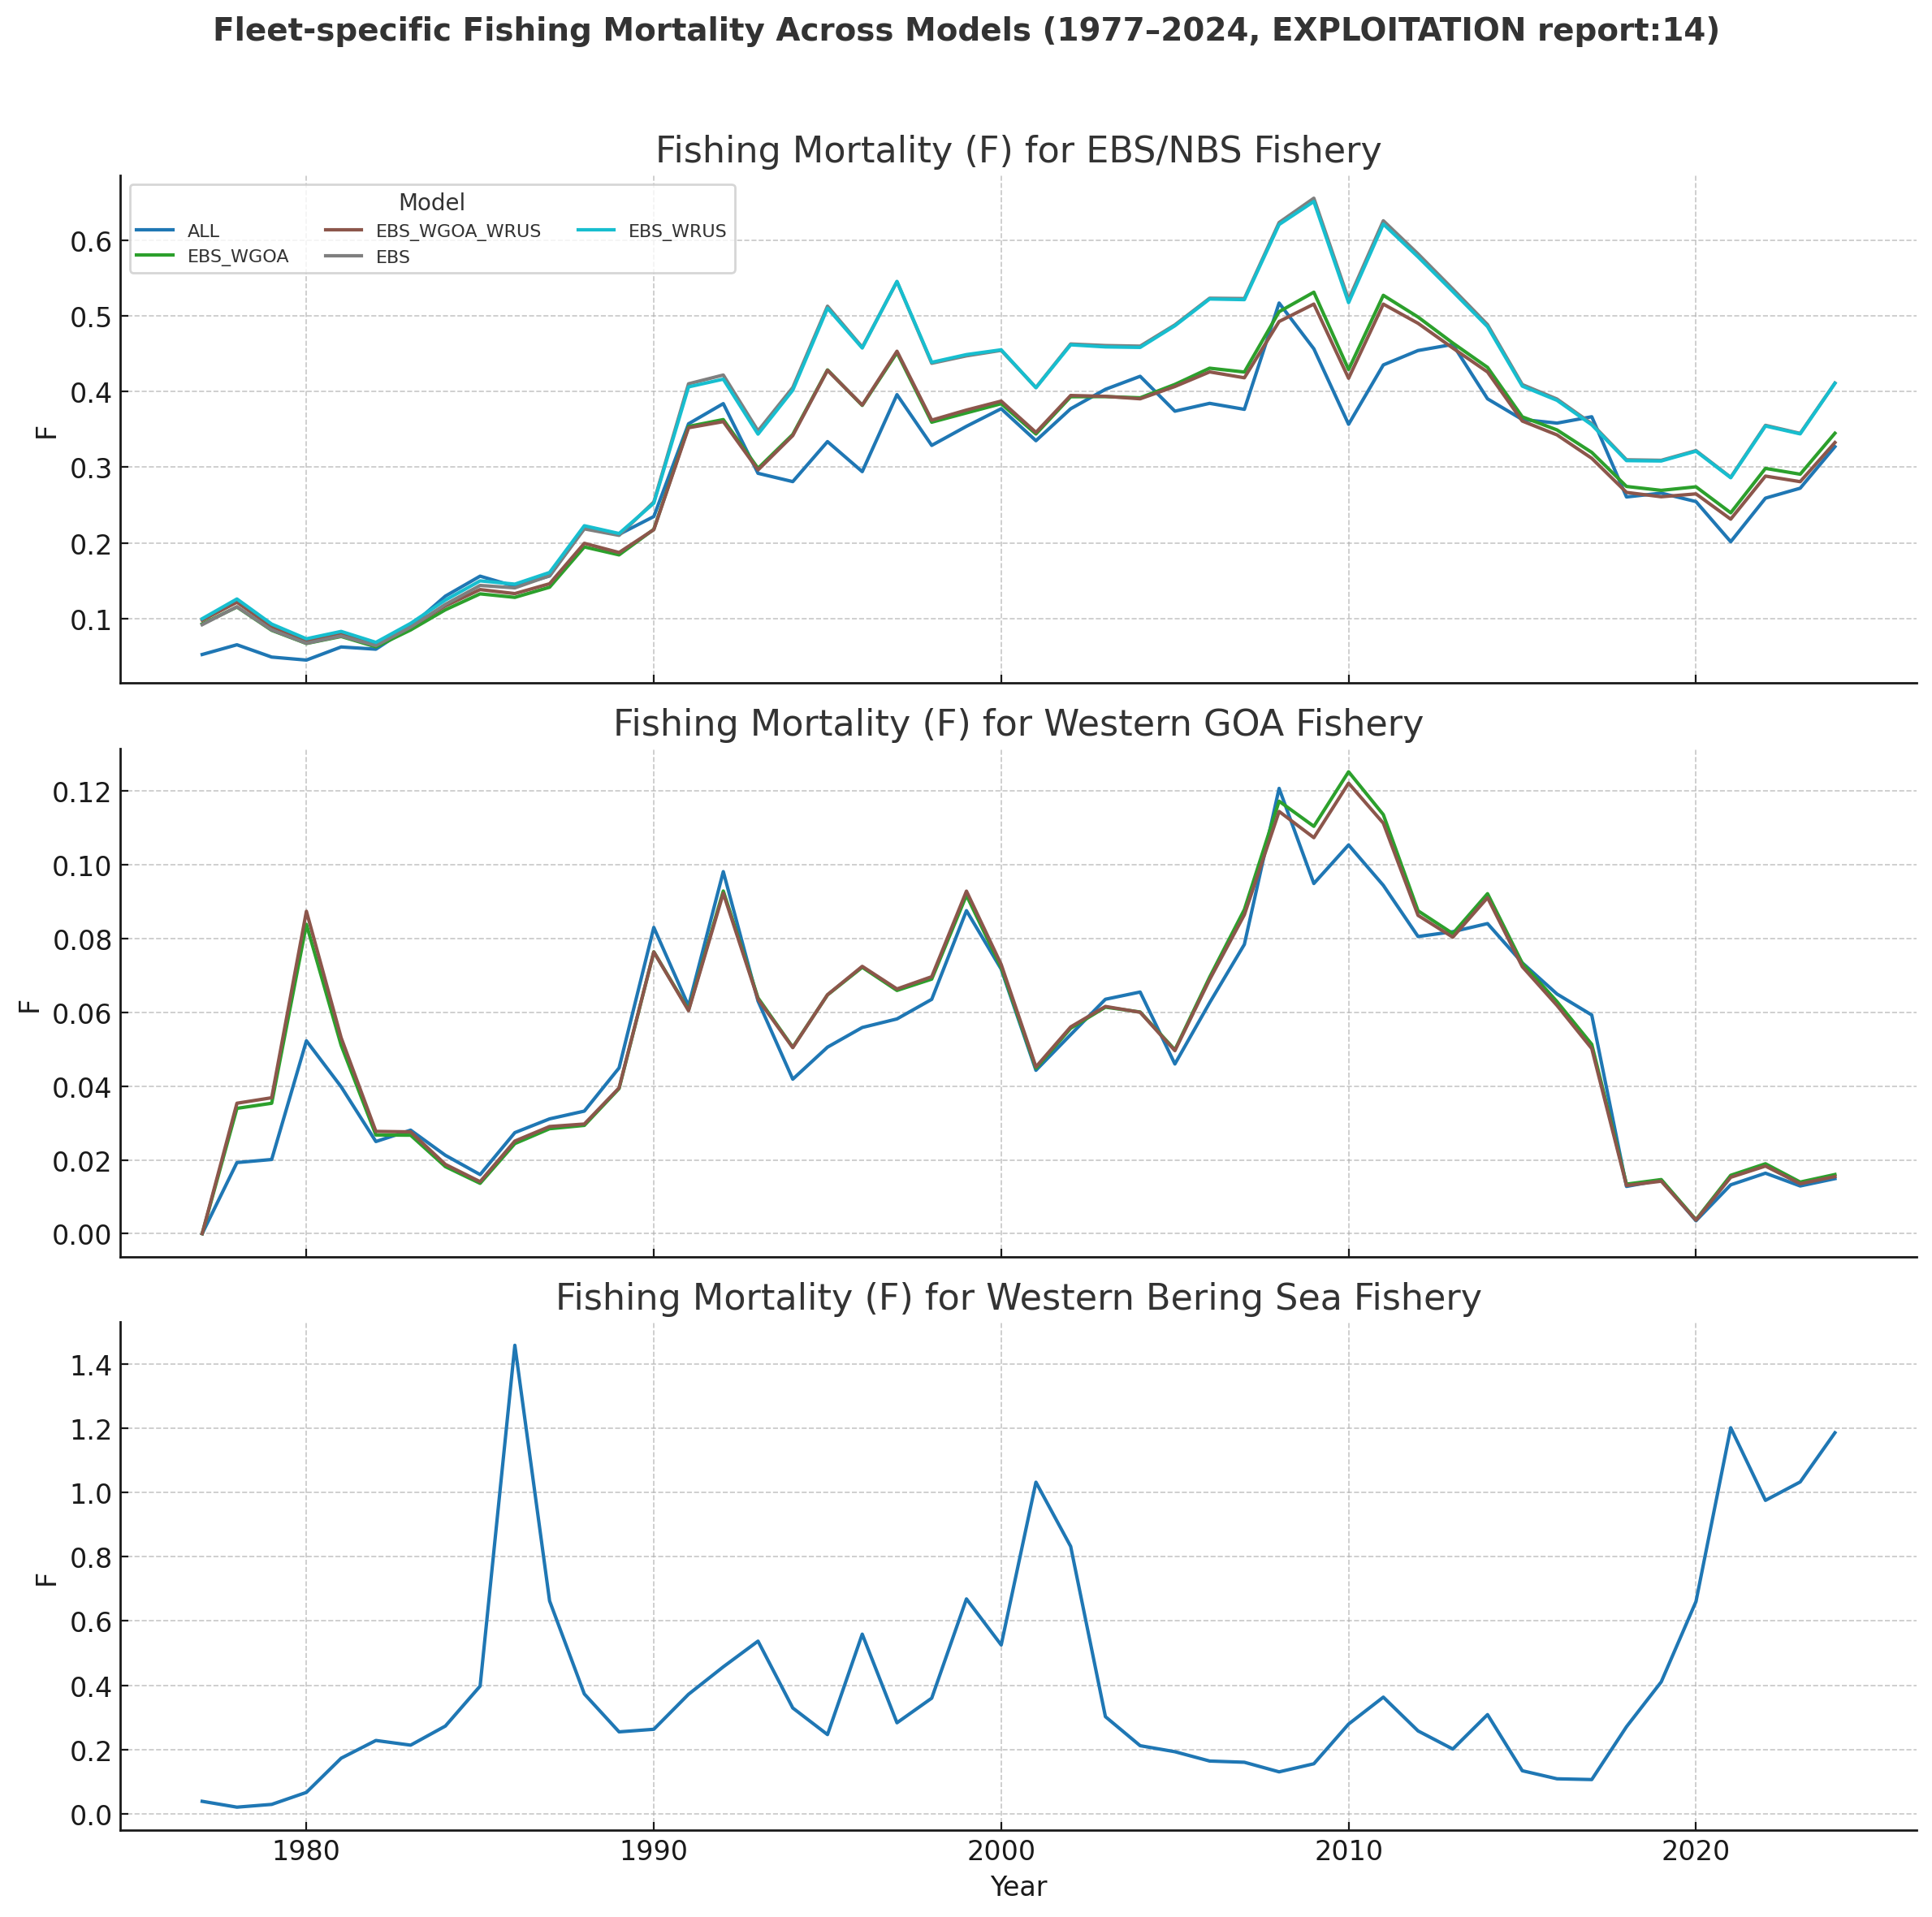 Fleet-specific Fishing Mortality Across Models (1977–2024, EXPLOITATION report:14)
Fishing Mortality (F) for EBS/NBS Fishery
Model
ALL EBS_WGOA_WRUS EBS_WRUS
EBS_WGOA EBS
0.6
0.5
0.4
0.3
0.2
0.1
F
Fishing Mortality (F) for Western GOA Fishery
0.12
0.10
0.08
0.06
0.04
0.02
0.00
F
Fishing Mortality (F) for Western Bering Sea Fishery
1.4
1.2
1.0
0.8
0.6
0.4
0.2
0.0
F
1980 1990 2000 2010 2020
Year